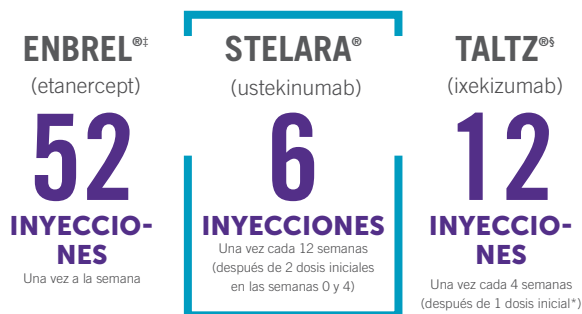 ENBREL®‡
(etanercept)
52
INYECCIO-
NES
Una vez a la semana
STELARA®
(ustekinumab)
6
INYECCIONES
Una vez cada 12 semanas
(después de 2 dosis iniciales
en las semanas 0 y 4)
TALTZ®§
(ixekizumab)
12
INYECCIO-
NES
Una vez cada 4 semanas
(después de 1 dosis inicial*)